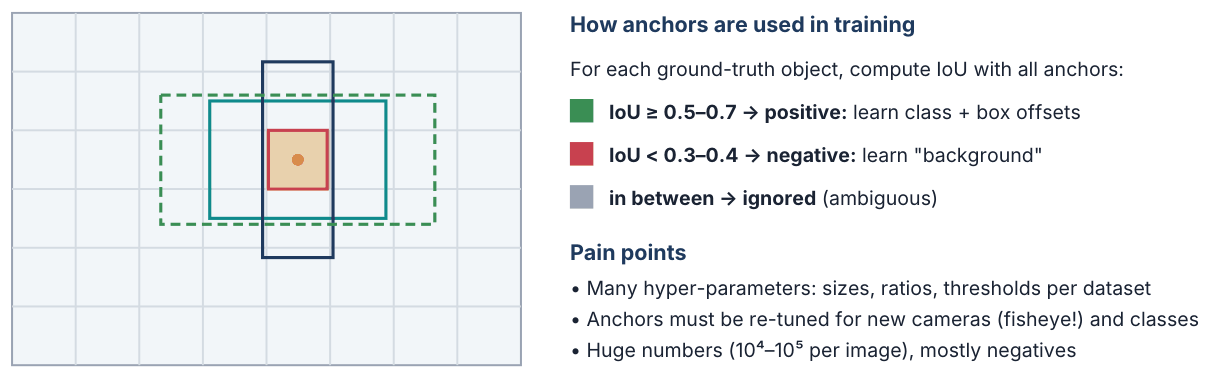 How anchors are used in training
For each ground-truth object, compute IoU with all anchors:
IoU ≥ 0.5–0.7 → positive: learn class + box offsets
IoU < 0.3–0.4 → negative: learn "background"
in between → ignored (ambiguous)
Pain points
• Many hyper-parameters: sizes, ratios, thresholds per dataset
• Anchors must be re-tuned for new cameras (fisheye!) and classes
• Huge numbers (10⁴–10⁵ per image), mostly negatives